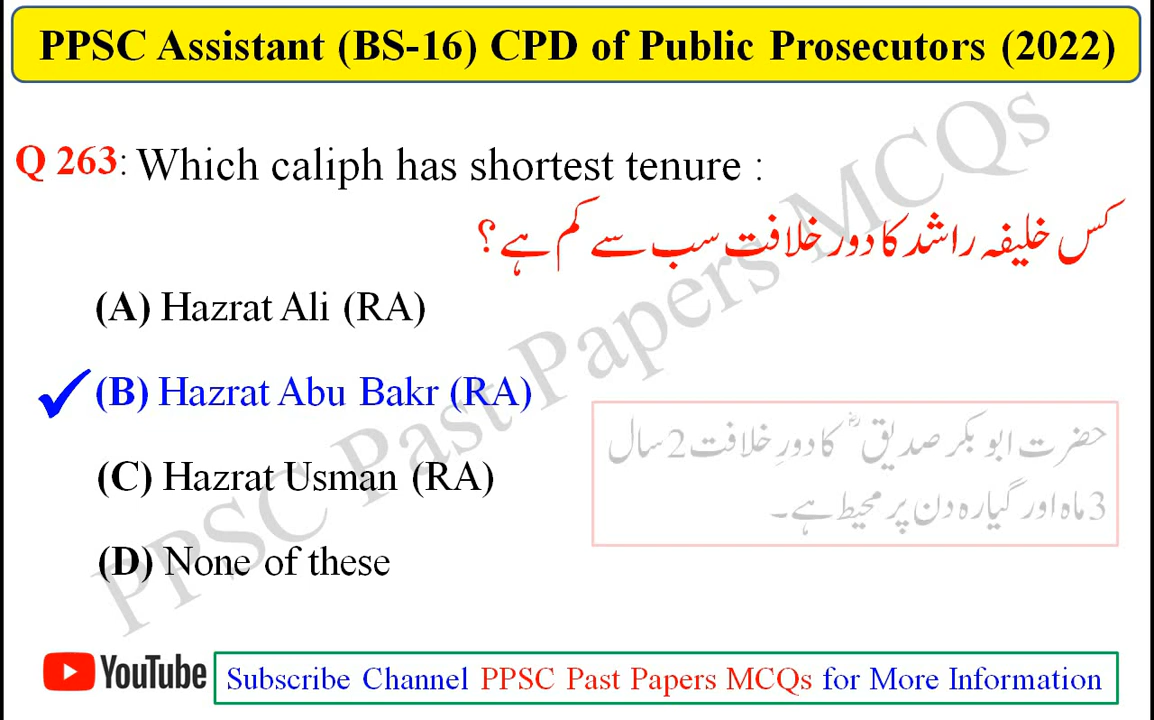 PPSC Assistant (BS-16) CPD of Public Prosecutors (2022)
Q 263: Which caliph has shortest tenure :
کس خلیفہ راشد کا دور خلافت سب سے کم ہے؟
(A) Hazrat Ali (RA)
(B) Hazrat Abu Bakr (RA)
(C) Hazrat Usman (RA)
(D) None of these
حضرت ابو بکر صدیقؓ کا دورِ خلافت 2 سال
3 ماہ اور گیارہ دن پر محیط ہے۔
PPSC Past Papers MCQs
YouTube
Subscribe Channel PPSC Past Papers MCQs for More Information